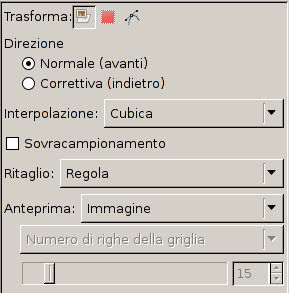 Trasforma:
Direzione
Normale (avanti)
Correttiva (indietro)
Interpolazione: Cubica
Sovracampionamento
Ritaglio: Regola
Anteprima: Immagine
Numero di righe della griglia
15